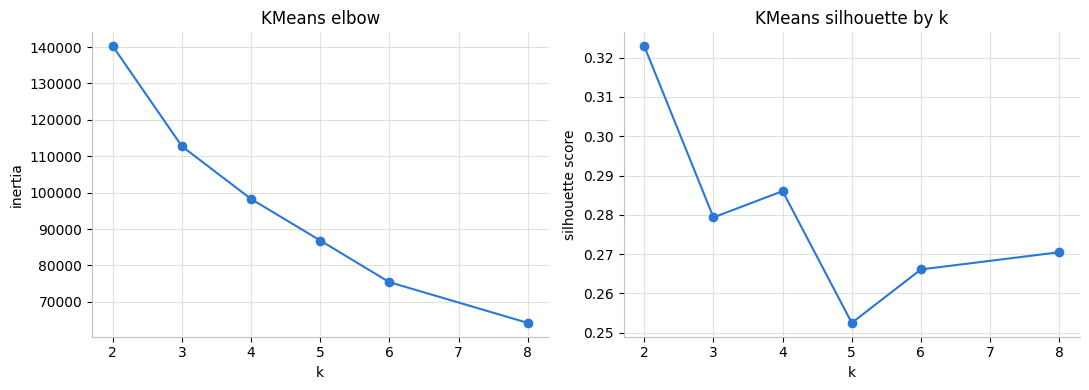 KMeans elbow
140000
130000
120000
110000
100000
90000
80000
70000
inertia
2 3 4 5 6 7 8
k
KMeans silhouette by k
0.32
0.31
0.30
0.29
0.28
0.27
0.26
0.25
silhouette score
2 3 4 5 6 7 8
k